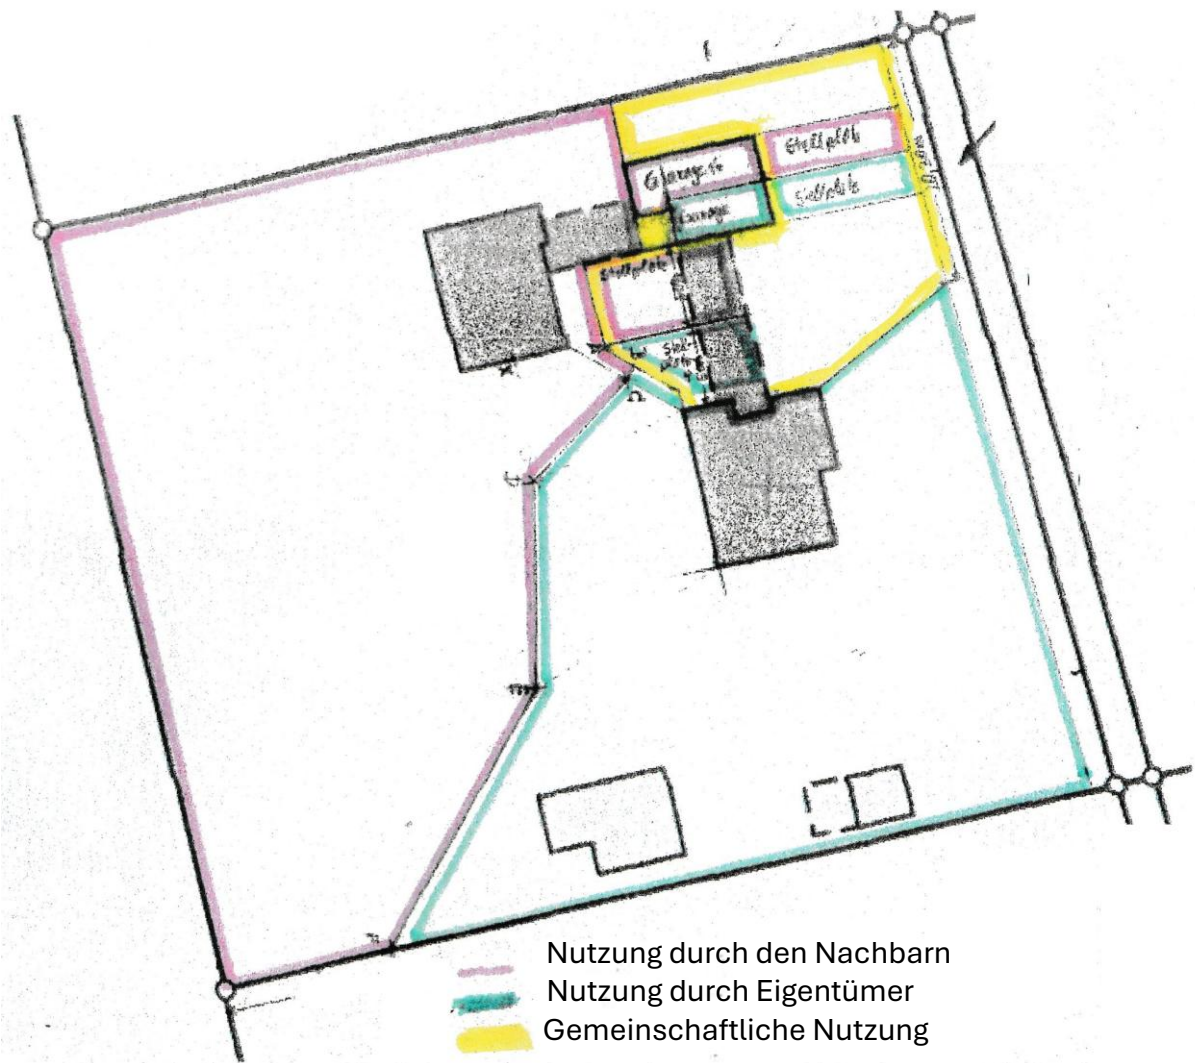 Stellplatz
Garage
Stellplatz
Garage
Stellplatz
Nutzung durch den Nachbarn
Nutzung durch Eigentümer
Gemeinschaftliche Nutzung